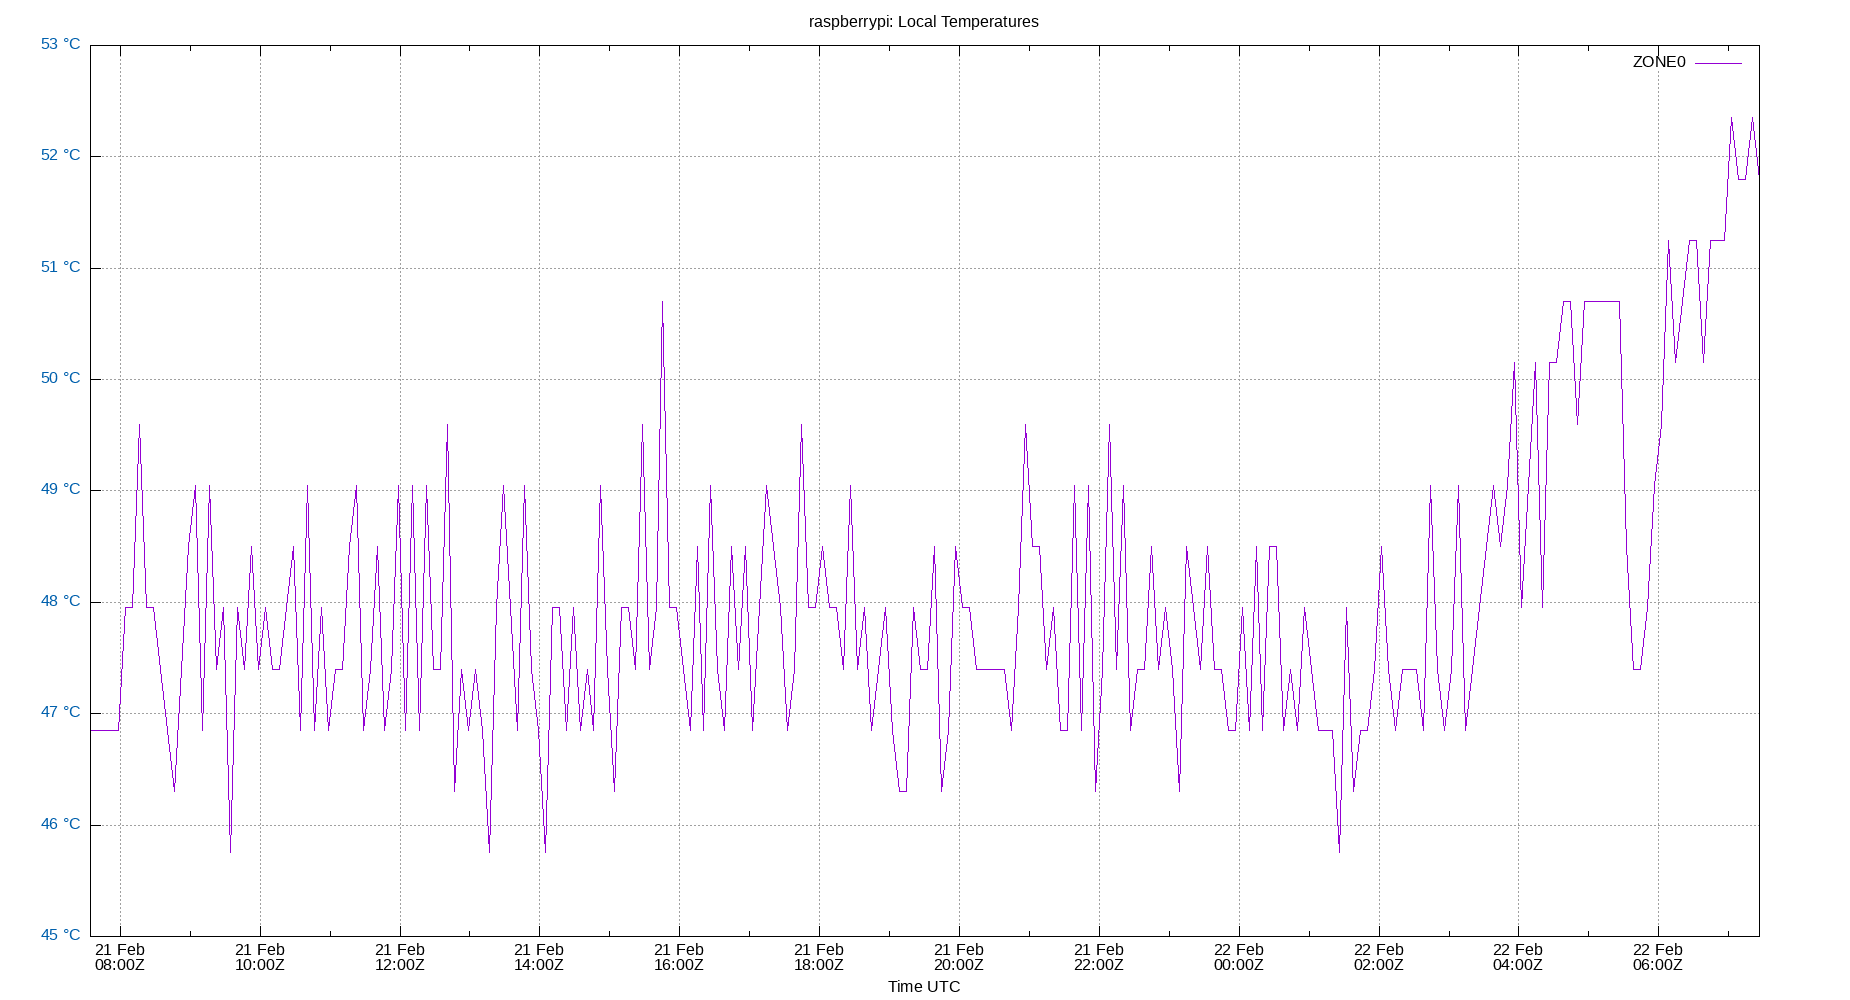 raspberrypi: Local Temperatures
53 °C
ZONE0
52 °C
51 °C
50 °C
49 °C
48 °C
47 °C
46 °C
45 °C
21 Feb 21 Feb 21 Feb 21 Feb 21 Feb 21 Feb 21 Feb 21 Feb 22 Feb 22 Feb 22 Feb 22 Feb
08:00Z 10:00Z 12:00Z 14:00Z 16:00Z 18:00Z 20:00Z 22:00Z 00:00Z 02:00Z 04:00Z 06:00Z
Time UTC